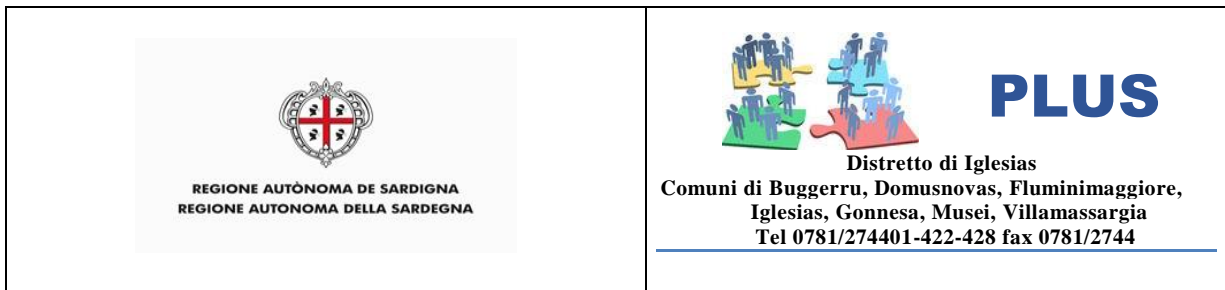 REGIONE AUTÒNOMA DE SARDIGNA
REGIONE AUTONOMA DELLA SARDEGNA
PLUS
Distretto di Iglesias
Comuni di Buggerru, Domusnovas, Fluminimaggiore,
Iglesias, Gonnesa, Musei, Villamassargia
Tel 0781/274401-422-428 fax 0781/2744